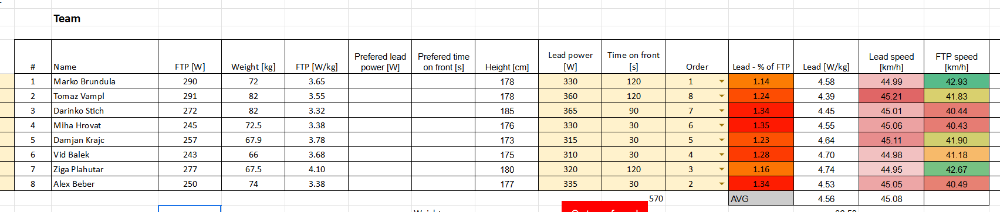 Team
# Name FTP [W] Weight [kg] FTP [W/kg] Prefered lead power [W] Prefered time on front [s] Height [cm] Lead power [W] Time on front [s] Order Lead - % of FTP Lead [W/kg] Lead speed [km/h] FTP speed [km/h]
1 Marko Brundula 290 72 3.65 178 330 120 1 1.14 4.58 44.99 42.93
2 Tomaz Vampl 291 82 3.55 178 360 120 8 1.24 4.39 45.21 41.83
3 Darinko Stich 272 82 3.32 185 365 90 7 1.34 4.45 45.01 40.44
4 Miha Hrovat 245 72.5 3.38 176 330 30 6 1.35 4.55 45.06 40.43
5 Damjan Krajc 257 67.9 3.78 173 315 30 5 1.23 4.64 45.11 41.90
6 Vid Balek 243 66 3.68 175 310 30 4 1.28 4.70 44.98 41.18
7 Ziga Plahutar 277 67.5 4.10 180 320 120 3 1.16 4.74 44.95 42.67
8 Alex Beber 250 74 3.38 177 335 30 2 1.34 4.53 45.05 40.49
570 AVG 4.56 45.08